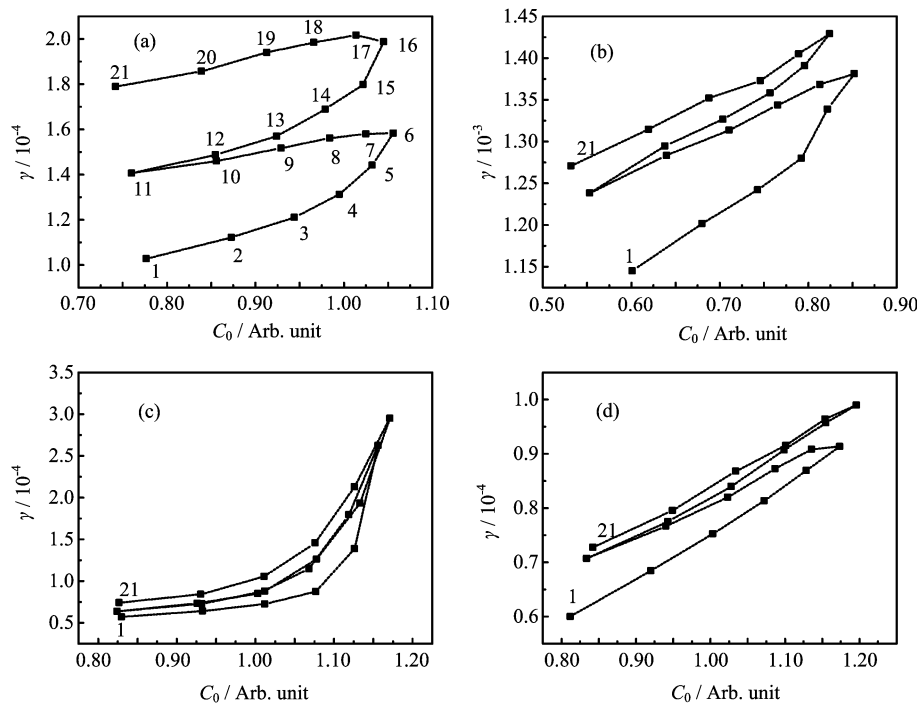 (a)
γ / 10⁻⁴
2.0
1.8
1.6
1.4
1.2
1.0
21 20 19 18 17 16
15
14
13
12
11 10 9 8 7 6
5
4
3
2
1
0.70 0.80 0.90 1.00 1.10
C₀ / Arb. unit
(b)
γ / 10⁻³
1.45
1.40
1.35
1.30
1.25
1.20
1.15
21
1
0.50 0.60 0.70 0.80 0.90
C₀ / Arb. unit
(c)
γ / 10⁻⁴
3.5
3.0
2.5
2.0
1.5
1.0
0.5
21
1
0.80 0.90 1.00 1.10 1.20
C₀ / Arb. unit
(d)
γ / 10⁻⁴
1.0
0.9
0.8
0.7
0.6
21
1
0.80 0.90 1.00 1.10 1.20
C₀ / Arb. unit